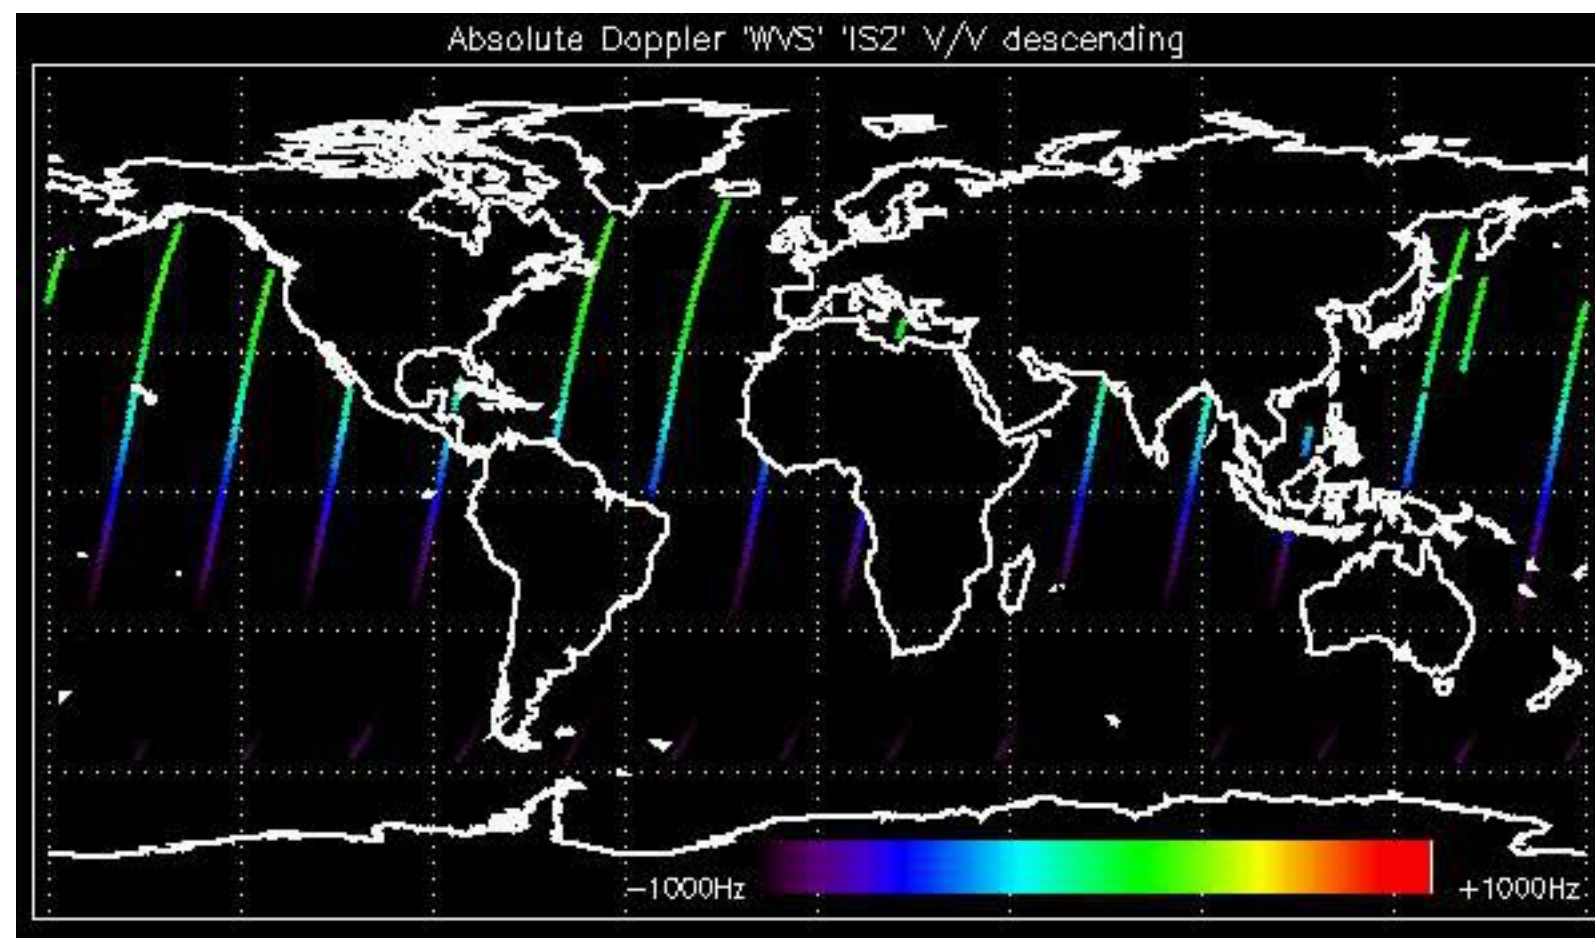 Absolute Doppler 'WVS' 'IS2' V/V descending
−1000Hz +1000Hz